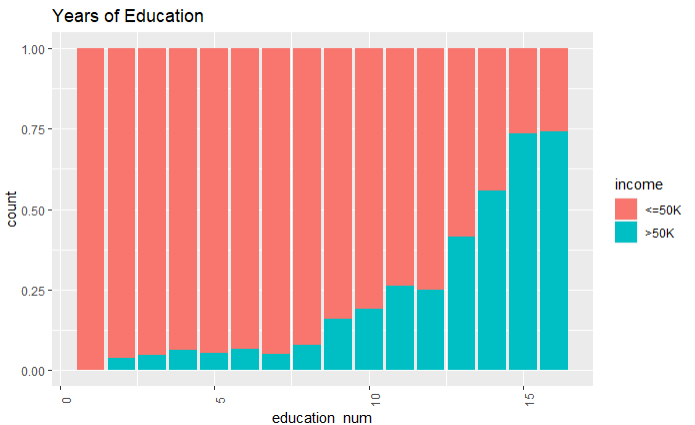 Years of Education
1.00
0.75
0.50
0.25
0.00
count
0
5
10
15
education_num
income
<=50K
>50K